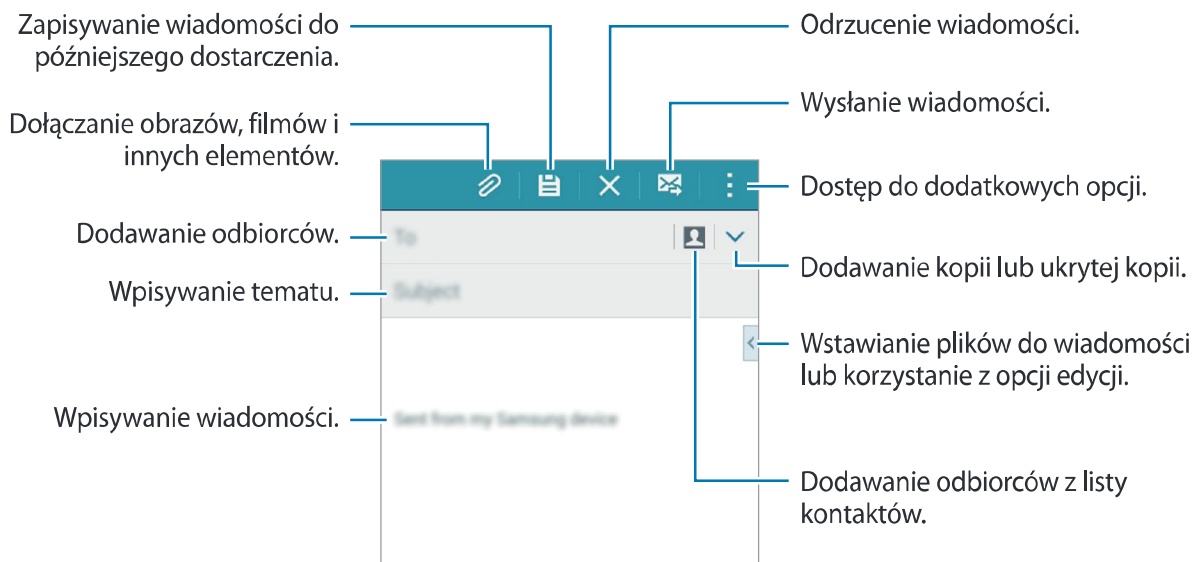 Zapisywanie wiadomości do
późniejszego dostarczenia.
Dołączanie obrazów, filmów i
innych elementów.
Dodawanie odbiorców.
Wpisywanie tematu.
Wpisywanie wiadomości.
To
Subject
Sent from my Samsung device
Odrzucenie wiadomości.
Wysłanie wiadomości.
Dostęp do dodatkowych opcji.
Dodawanie kopii lub ukrytej kopii.
Wstawianie plików do wiadomości
lub korzystanie z opcji edycji.
Dodawanie odbiorców z listy
kontaktów.